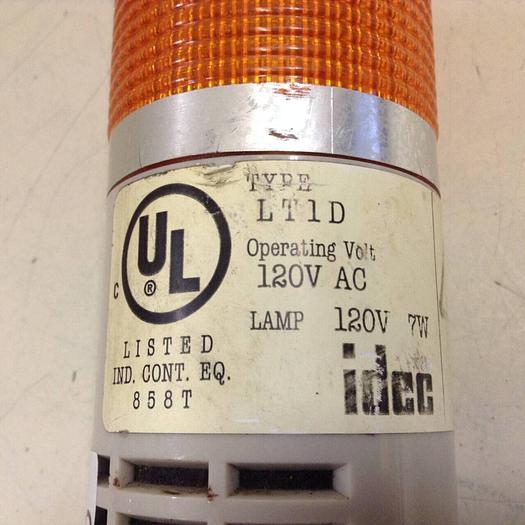 TYPE
LT1D
Operating Volt
120V AC
LAMP 120V 7W
idec
C UL ®
LISTED
IND. CONT. EQ.
858T